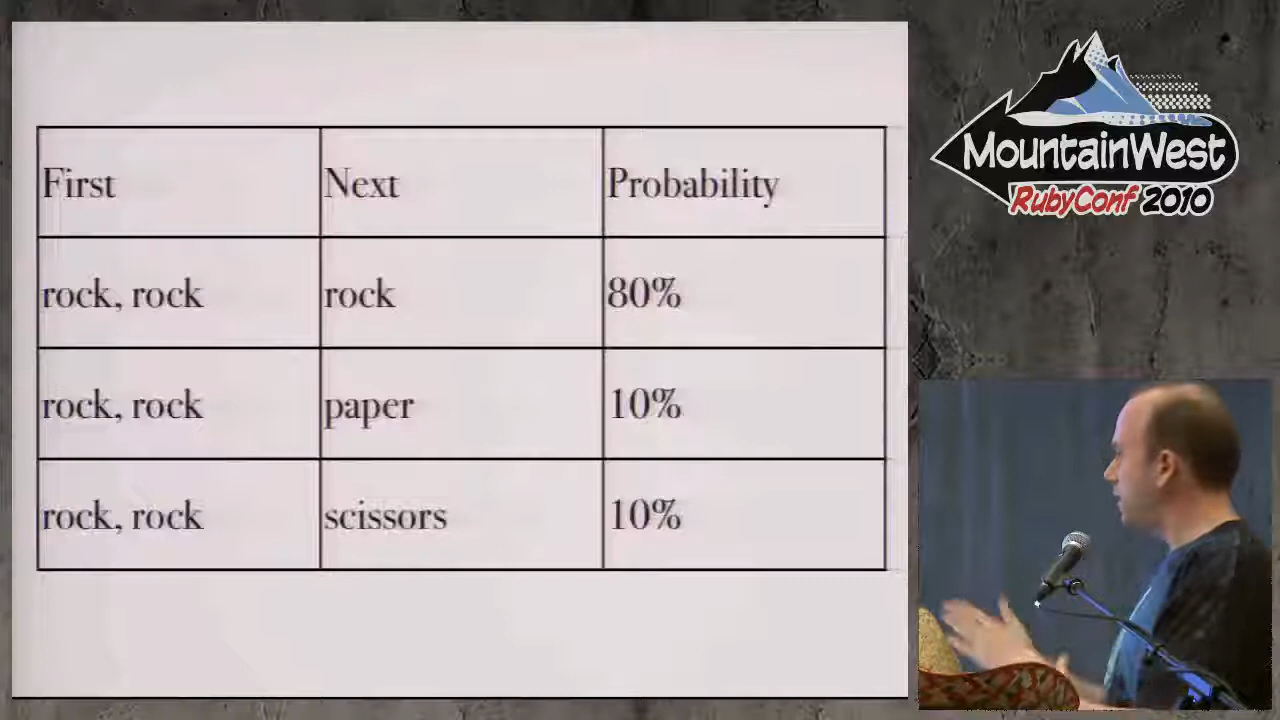 First Next Probability
rock, rock rock 80%
rock, rock paper 10%
rock, rock scissors 10%
MountainWest
RubyConf 2010